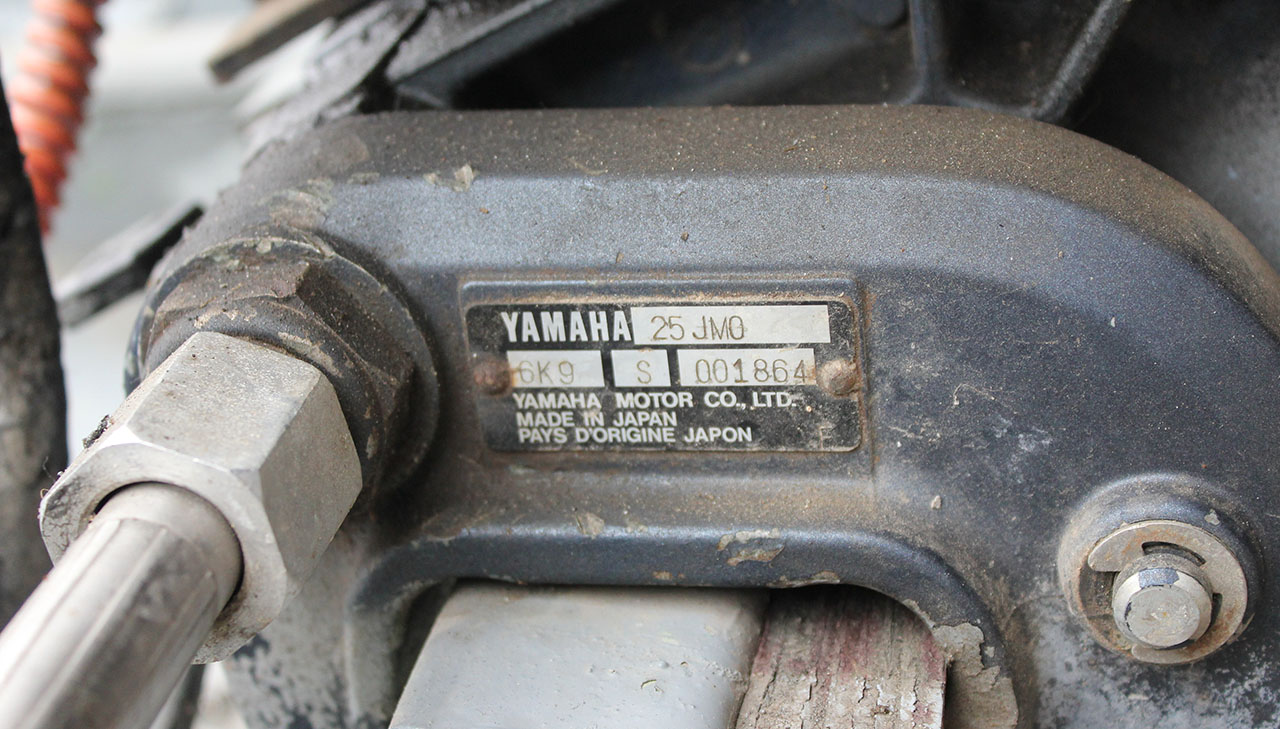 YAMAHA 25JMO
6K9 S 001864
YAMAHA MOTOR CO., LTD.
MADE IN JAPAN
PAYS D'ORIGINE JAPON